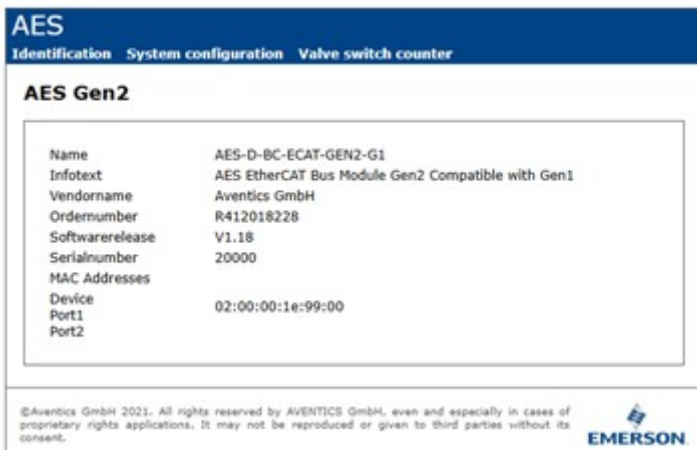 AES
Identification System configuration Valve switch counter
AES Gen2
Name AES-D-BC-ECAT-GEN2-G1
Infotext AES EtherCAT Bus Module Gen2 Compatible with Gen1
Vendorname Aventics GmbH
Ordernumber R412018228
Softwarerelease V1.18
Serialnumber 20000
MAC Addresses
Device 02:00:00:1e:99:00
Port1
Port2
©Aventics GmbH 2021. All rights reserved by AVENTICS GmbH, even and especially in cases of
proprietary rights applications. It may not be reproduced or given to third parties without its
consent.
EMERSON